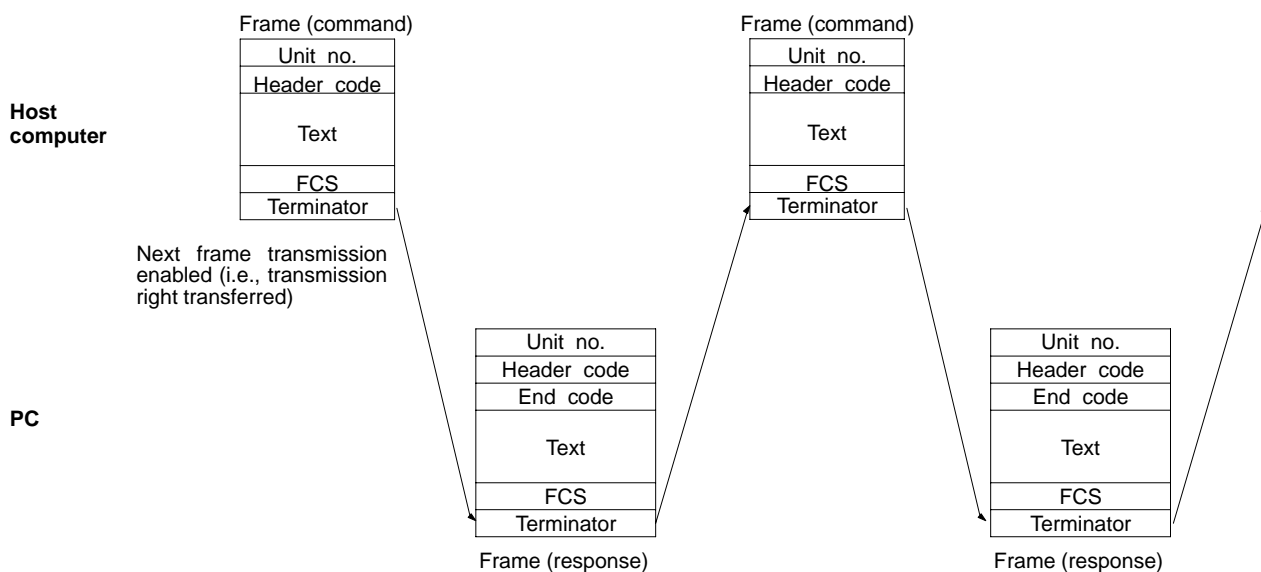 Frame (command)
Unit no.
Header code
Text
FCS
Terminator
Frame (command)
Unit no.
Header code
Text
FCS
Terminator
Host
computer
Next frame transmission
enabled (i.e., transmission
right transferred)
PC
Unit no.
Header code
End code
Text
FCS
Terminator
Frame (response)
Unit no.
Header code
End code
Text
FCS
Terminator
Frame (response)